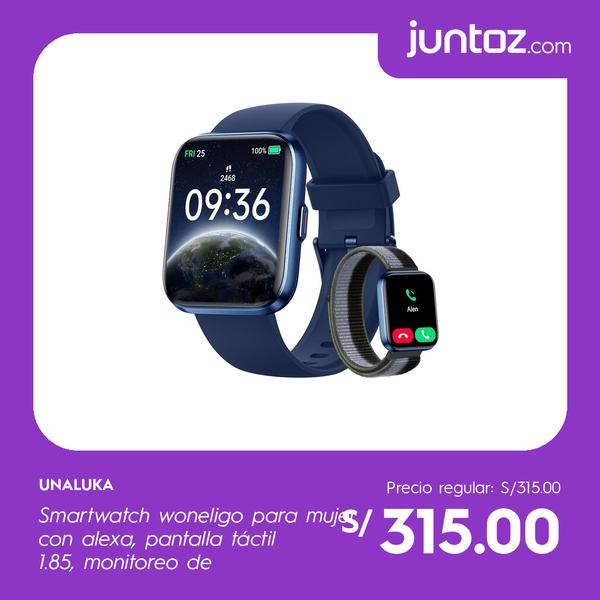 juntoz.com
FRI 25
100%
2468
09:36
Alen
UNALUKA
Precio regular: S/315.00
Smartwatch woneligo para mujer
S/ 315.00
con alexa, pantalla táctil
1.85, monitoreo de